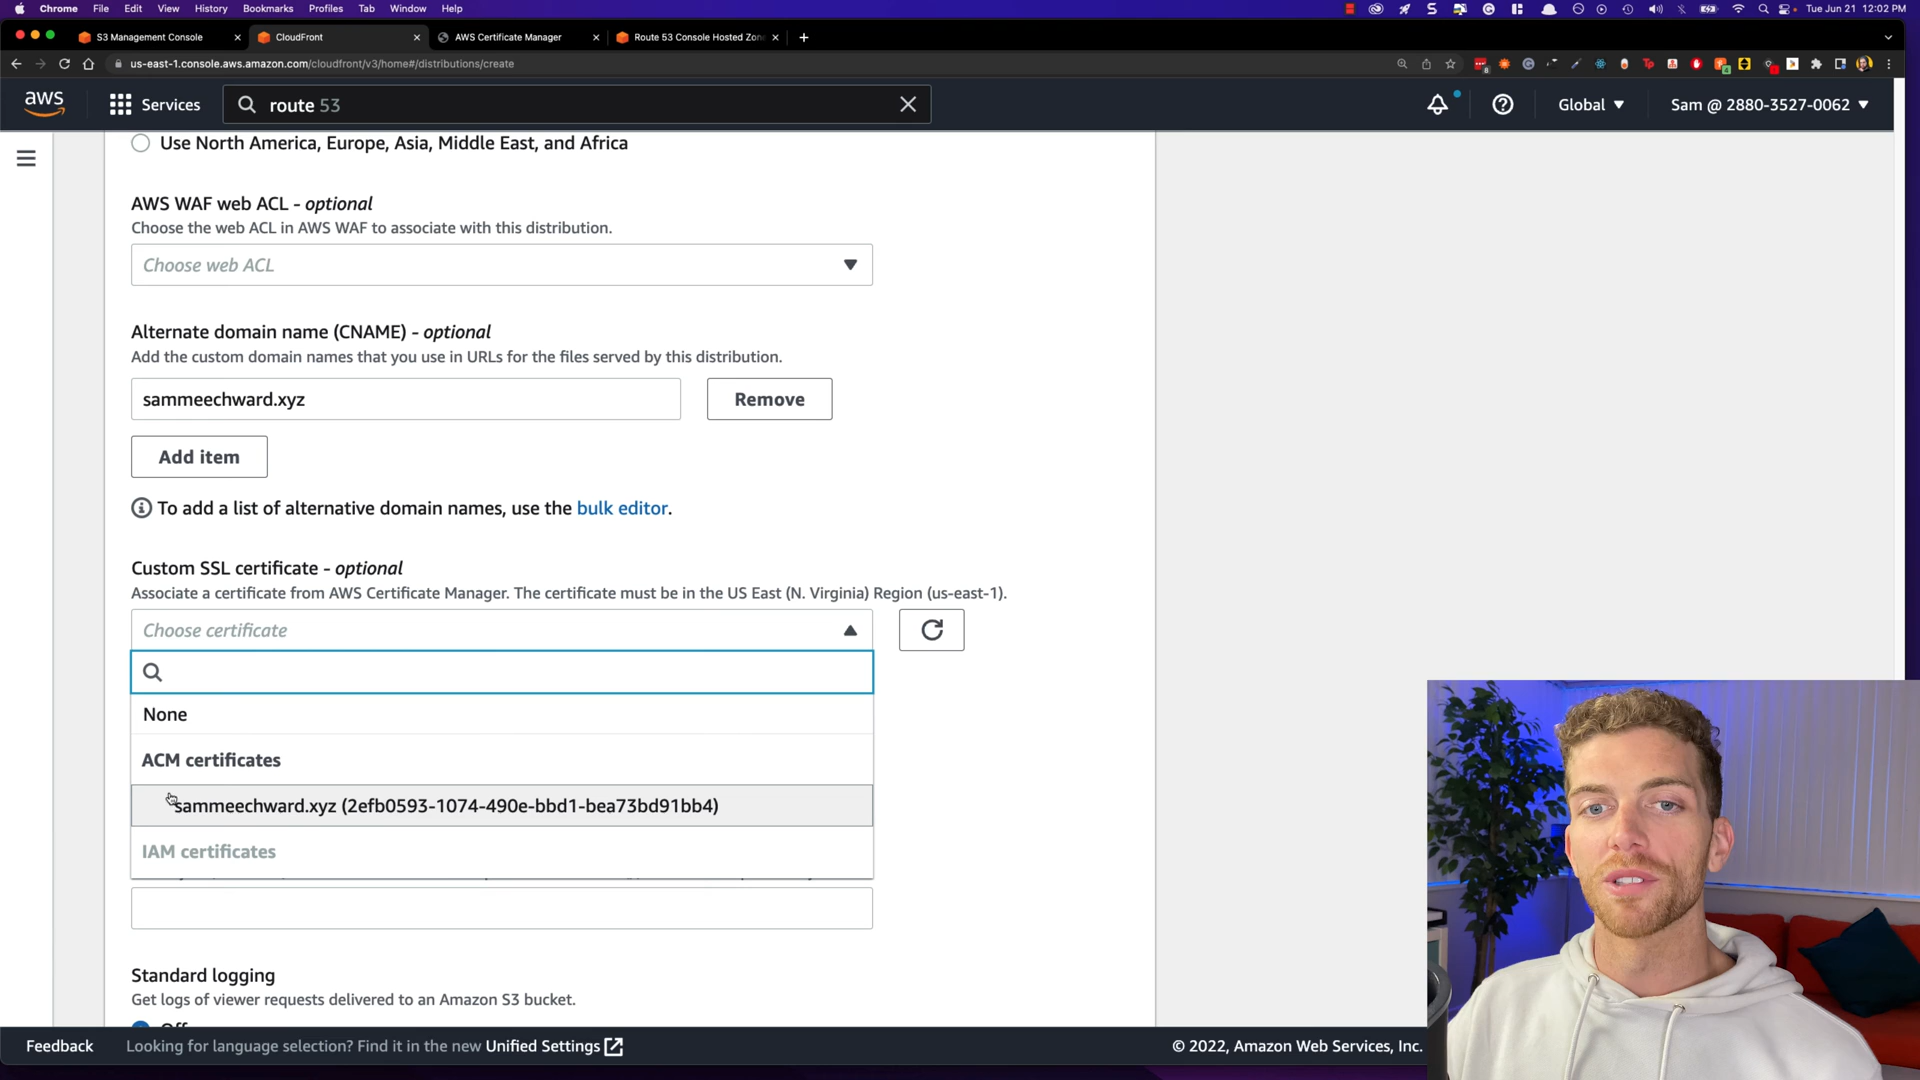 Chrome File Edit View History Bookmarks Profiles Tab Window Help
Tue Jun 21 12:02 PM
S3 Management Console
CloudFront
AWS Certificate Manager
Route 53 Console Hosted Zon
us-east-1.console.aws.amazon.com/cloudfront/v3/home#/distributions/create
aws
Services
route 53
Global
Sam @ 2880-3527-0062
Use North America, Europe, Asia, Middle East, and Africa
AWS WAF web ACL - optional
Choose the web ACL in AWS WAF to associate with this distribution.
Choose web ACL
Alternate domain name (CNAME) - optional
Add the custom domain names that you use in URLs for the files served by this distribution.
sammeechward.xyz
Remove
Add item
To add a list of alternative domain names, use the bulk editor.
Custom SSL certificate - optional
Associate a certificate from AWS Certificate Manager. The certificate must be in the US East (N. Virginia) Region (us-east-1).
Choose certificate
None
ACM certificates
sammeechward.xyz (2efb0593-1074-490e-bbd1-bea73bd91bb4)
IAM certificates
Standard logging
Get logs of viewer requests delivered to an Amazon S3 bucket.
Off
Feedback
Looking for language selection? Find it in the new Unified Settings
© 2022, Amazon Web Services, Inc.